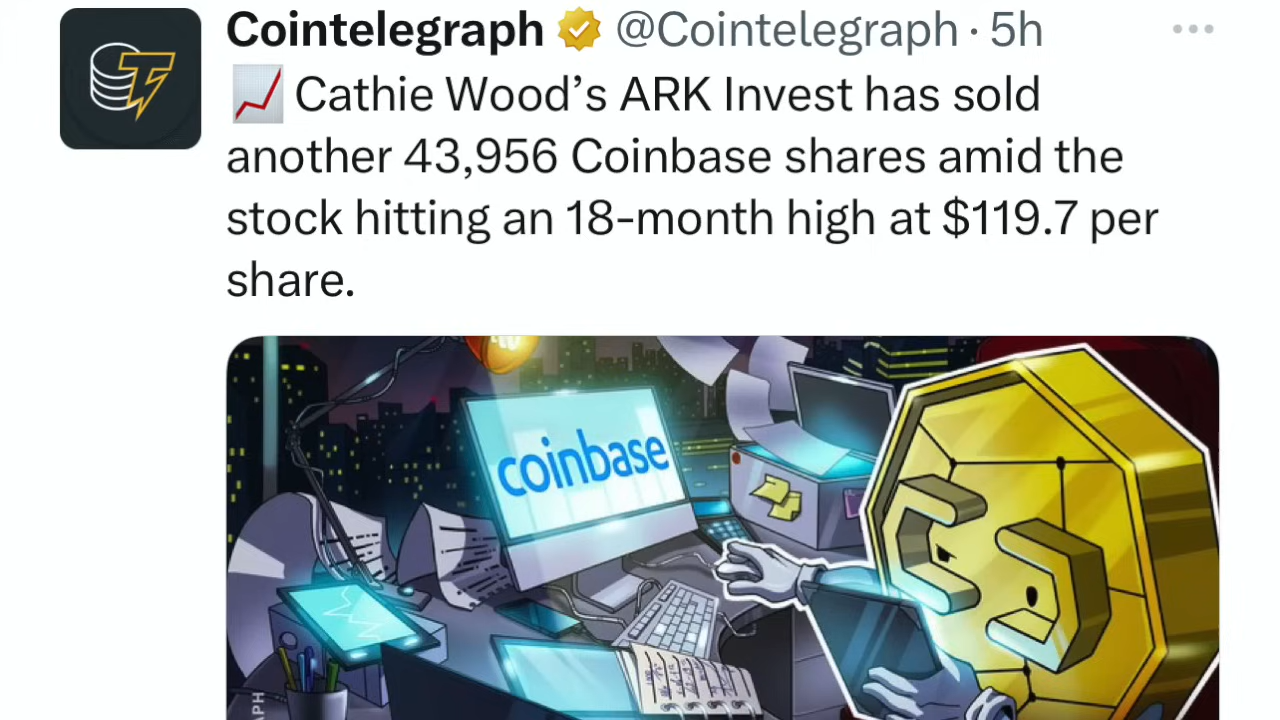 Cointelegraph @Cointelegraph · 5h
📈 Cathie Wood’s ARK Invest has sold
another 43,956 Coinbase shares amid the
stock hitting an 18-month high at $119.7 per
share.
coinbase